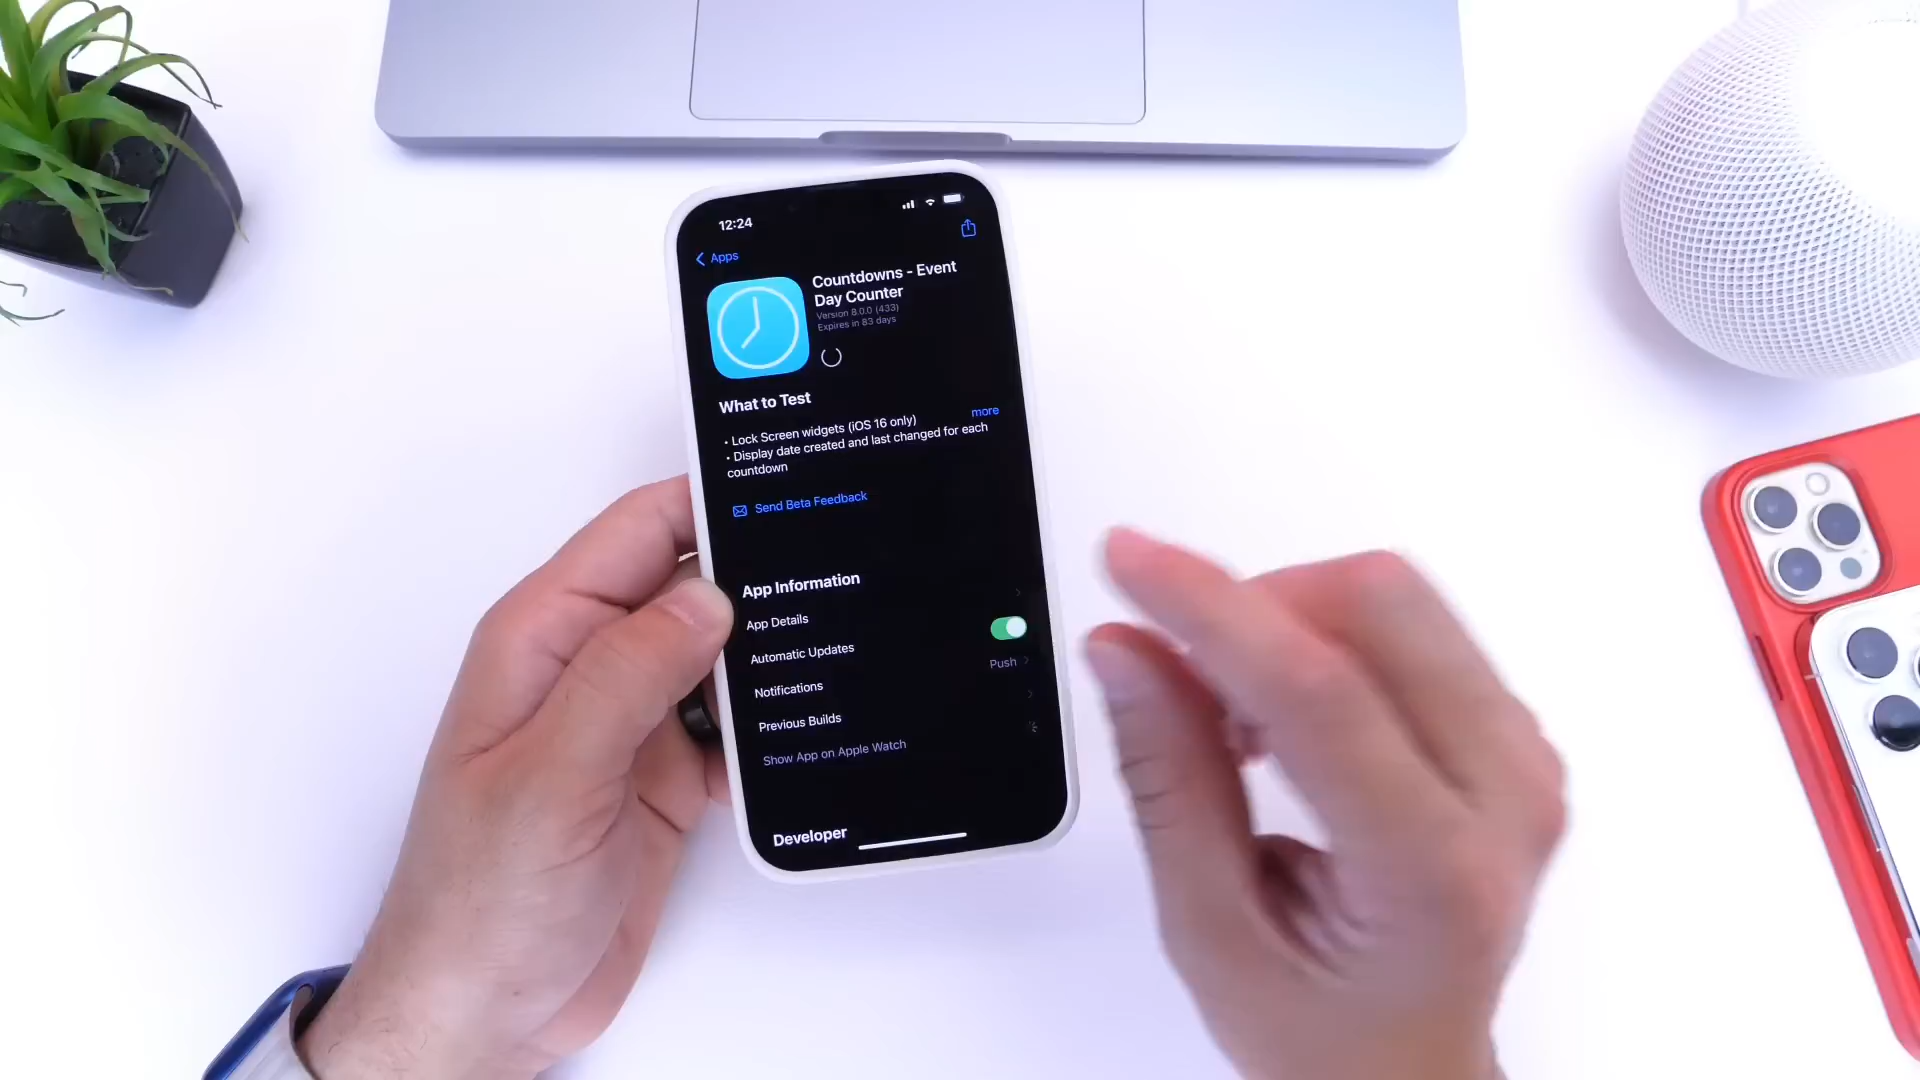 12:24
Apps
Countdowns - Event
Day Counter
Version 8.0.0 (433)
Expires in 83 days
What to Test
• Lock Screen widgets (iOS 16 only)
more
• Display date created and last changed for each
countdown
Send Beta Feedback
App Information
App Details
Automatic Updates
Notifications
Push
Previous Builds
Show App on Apple Watch
Developer